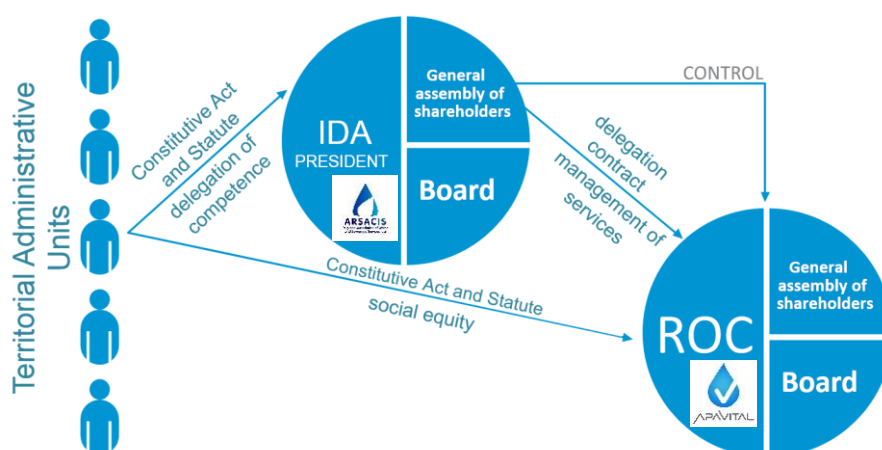 Territorial Administrative
Units
Constitutive Act
and Statute
delegation of
competence
IDA
PRESIDENT
ARSACIS
General
assembly of
shareholders
Board
CONTROL
delegation
contract
management of
services
Constitutive Act and Statute
social equity
ROC
APAVITAL
General
assembly of
shareholders
Board